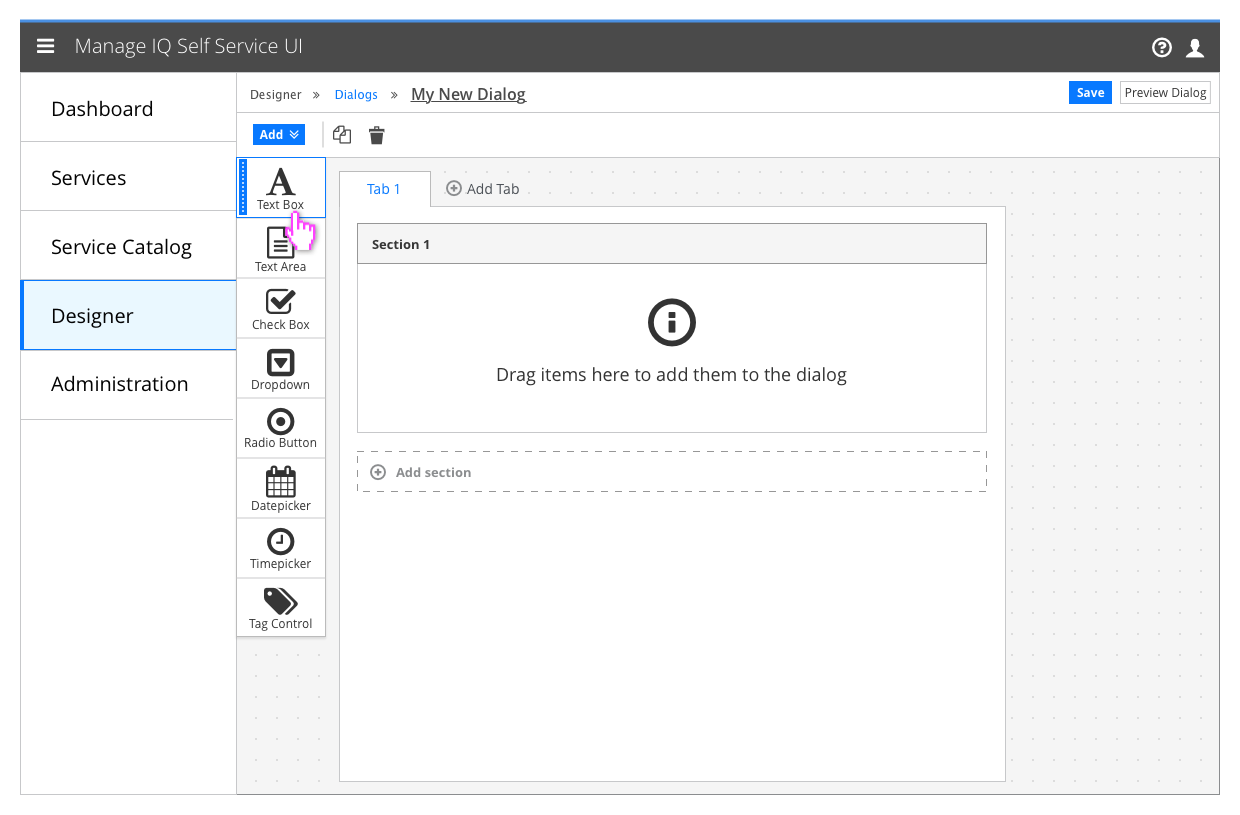 Manage IQ Self Service UI
Dashboard
Services
Service Catalog
Designer
Administration
Designer » Dialogs » My New Dialog
Save
Preview Dialog
Add
Text Box
Text Area
Check Box
Dropdown
Radio Button
Datepicker
Timepicker
Tag Control
Tab 1
Add Tab
Section 1
Drag items here to add them to the dialog
Add section